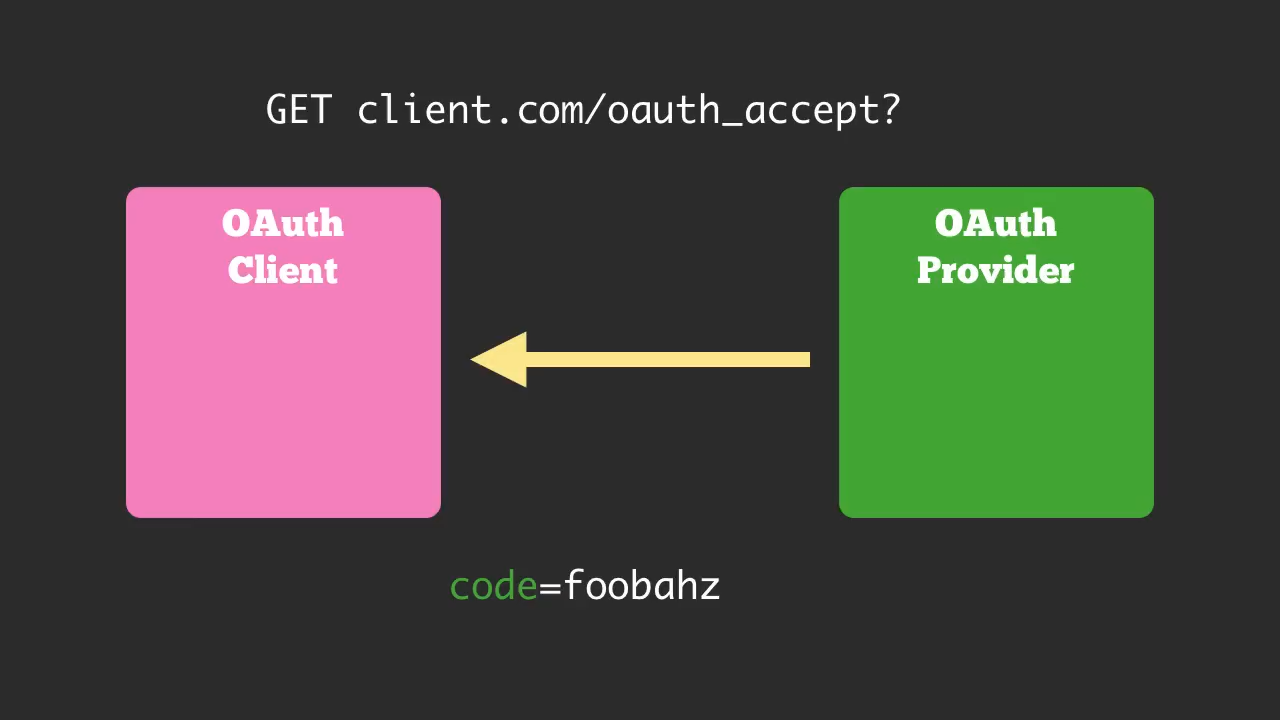 GET client.com/oauth_accept?
OAuth
Client
OAuth
Provider
code=foobahz